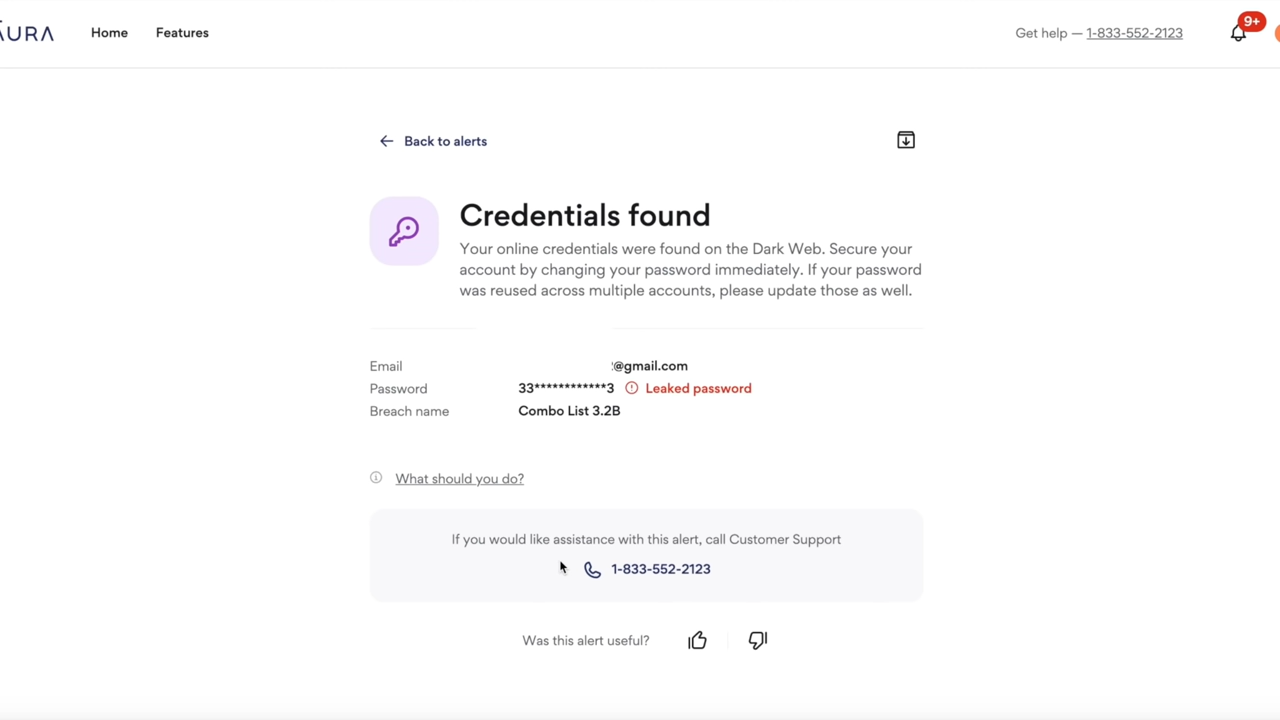 AURA Home Features Get help — 1-833-552-2123 9+
Back to alerts
Credentials found
Your online credentials were found on the Dark Web. Secure your
account by changing your password immediately. If your password
was reused across multiple accounts, please update those as well.
Email @gmail.com
Password 33************3 Leaked password
Breach name Combo List 3.2B
What should you do?
If you would like assistance with this alert, call Customer Support
1-833-552-2123
Was this alert useful?